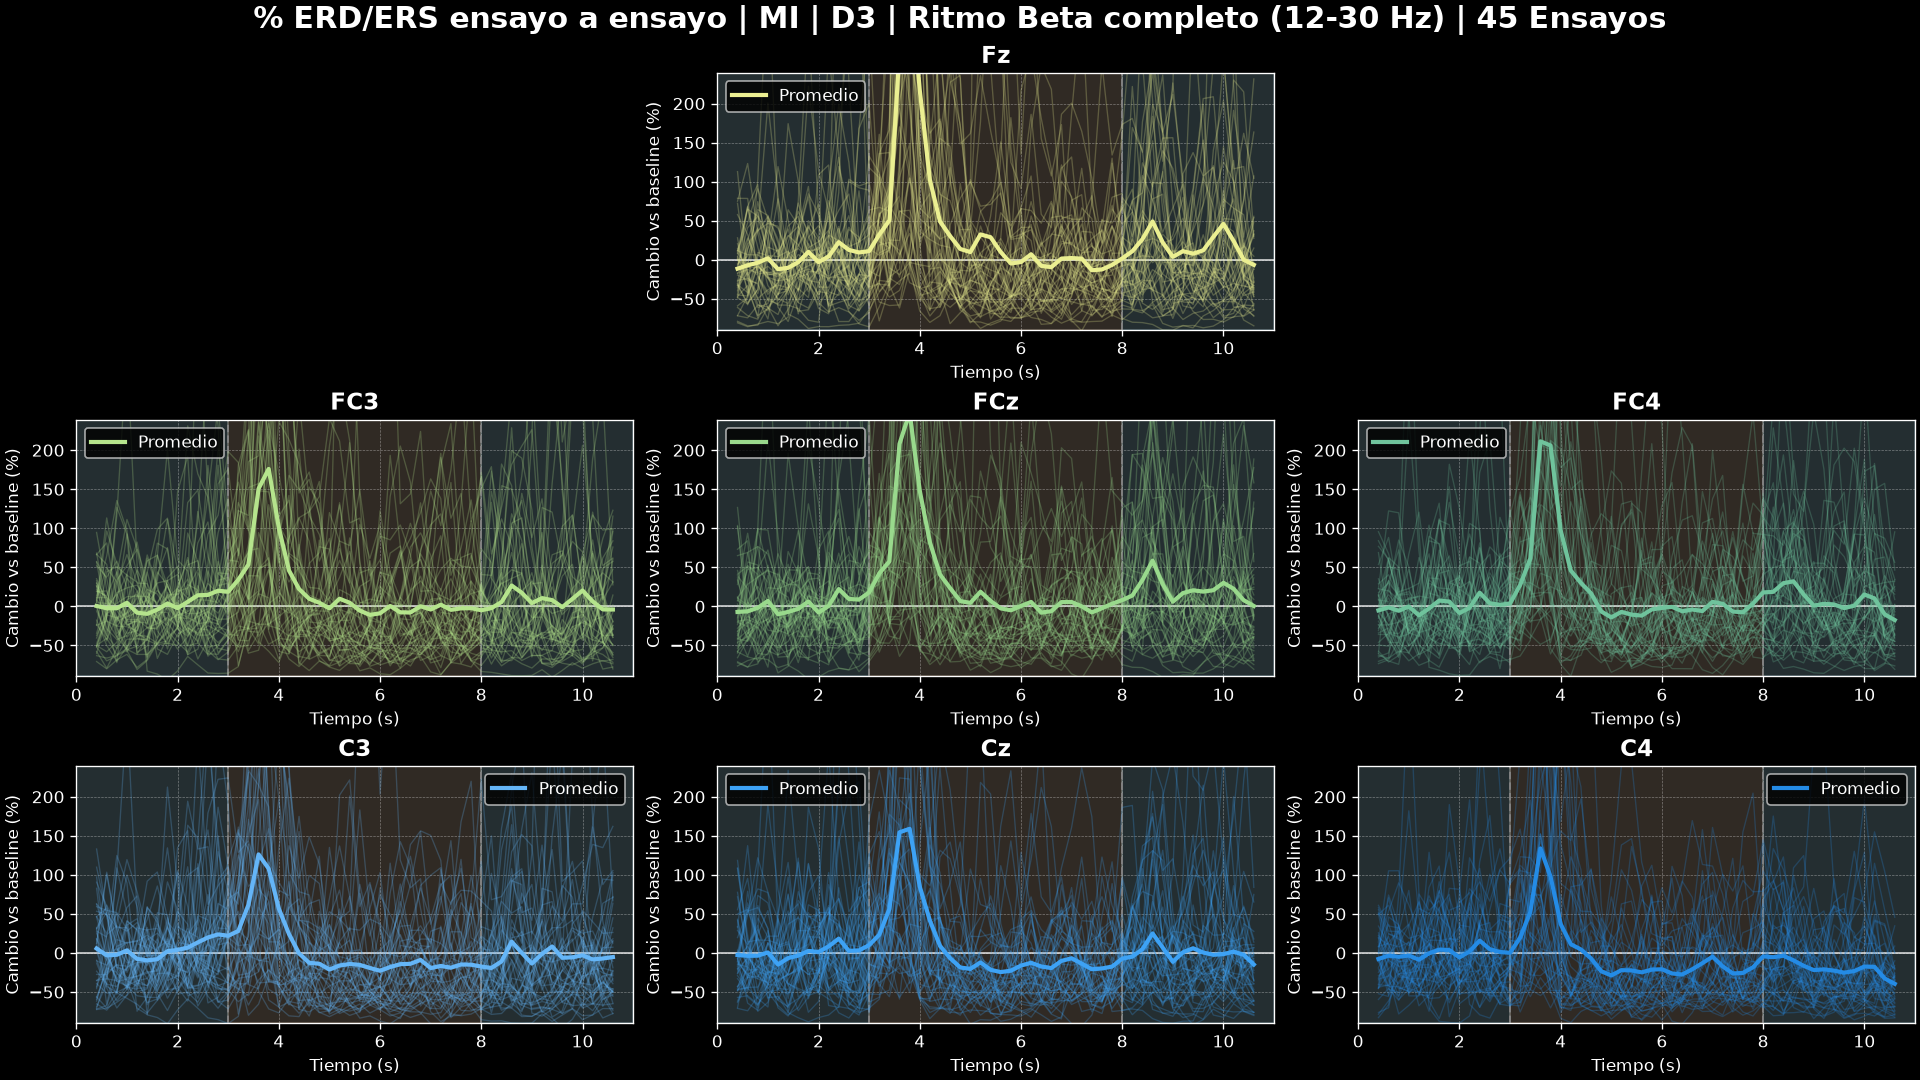 % ERD/ERS ensayo a ensayo | MI | D3 | Ritmo Beta completo (12-30 Hz) | 45 Ensayos
Fz
Promedio
Cambio vs baseline (%)
200
150
100
50
0
−50
0 2 4 6 8 10
Tiempo (s)
FC3
Promedio
Cambio vs baseline (%)
200
150
100
50
0
−50
0 2 4 6 8 10
Tiempo (s)
FCz
Promedio
Cambio vs baseline (%)
200
150
100
50
0
−50
0 2 4 6 8 10
Tiempo (s)
FC4
Promedio
Cambio vs baseline (%)
200
150
100
50
0
−50
0 2 4 6 8 10
Tiempo (s)
C3
Promedio
Cambio vs baseline (%)
200
150
100
50
0
−50
0 2 4 6 8 10
Tiempo (s)
Cz
Promedio
Cambio vs baseline (%)
200
150
100
50
0
−50
0 2 4 6 8 10
Tiempo (s)
C4
Promedio
Cambio vs baseline (%)
200
150
100
50
0
−50
0 2 4 6 8 10
Tiempo (s)